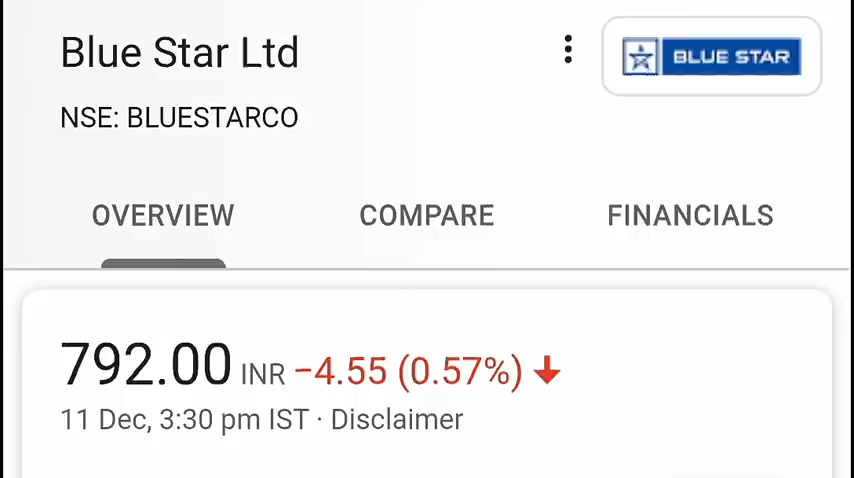 Blue Star Ltd
BLUE STAR
NSE: BLUESTARCO
OVERVIEW COMPARE FINANCIALS
792.00 INR −4.55 (0.57%) ↓
11 Dec, 3:30 pm IST · Disclaimer